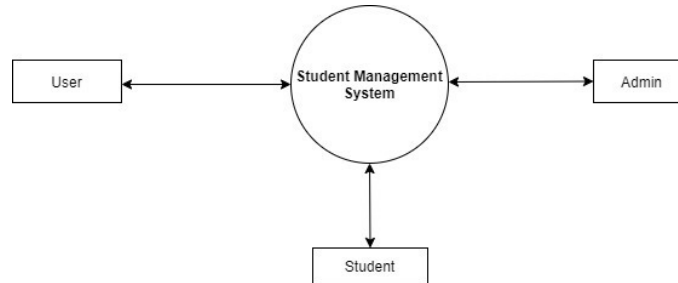 User
Student Management
System
Admin
Student